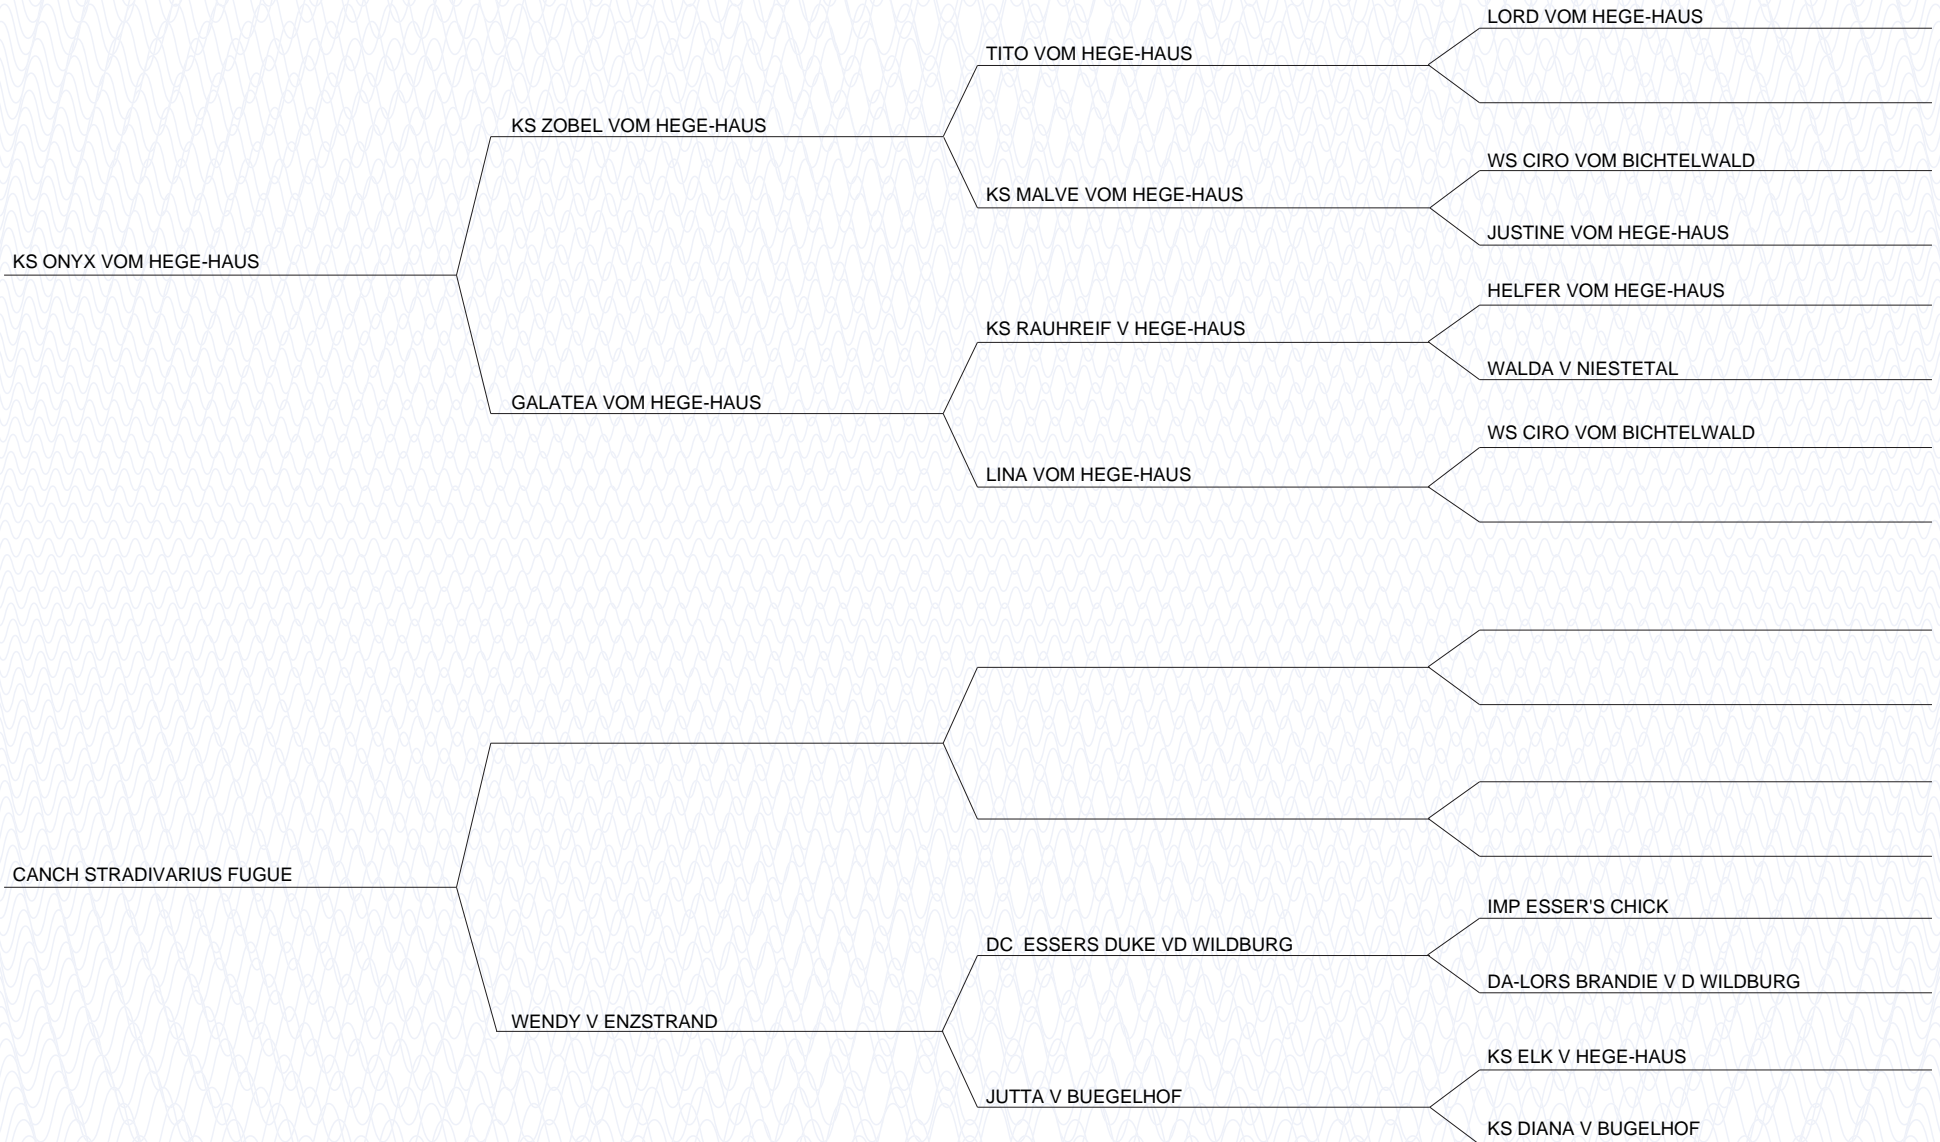 LORD VOM HEGE-HAUS
TITO VOM HEGE-HAUS
KS ZOBEL VOM HEGE-HAUS
WS CIRO VOM BICHTELWALD
KS MALVE VOM HEGE-HAUS
JUSTINE VOM HEGE-HAUS
KS ONYX VOM HEGE-HAUS
HELFER VOM HEGE-HAUS
KS RAUHREIF V HEGE-HAUS
WALDA V NIESTETAL
GALATEA VOM HEGE-HAUS
WS CIRO VOM BICHTELWALD
LINA VOM HEGE-HAUS
CANCH STRADIVARIUS FUGUE
IMP ESSER'S CHICK
DC  ESSERS DUKE VD WILDBURG
DA-LORS BRANDIE V D WILDBURG
WENDY V ENZSTRAND
KS ELK V HEGE-HAUS
JUTTA V BUEGELHOF
KS DIANA V BUGELHOF